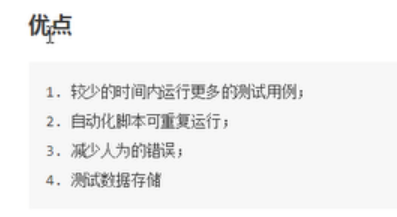 优点
1. 较少的时间内运行更多的测试用例;
2. 自动化脚本可重复运行;
3. 减少人为的错误;
4. 测试数据存储